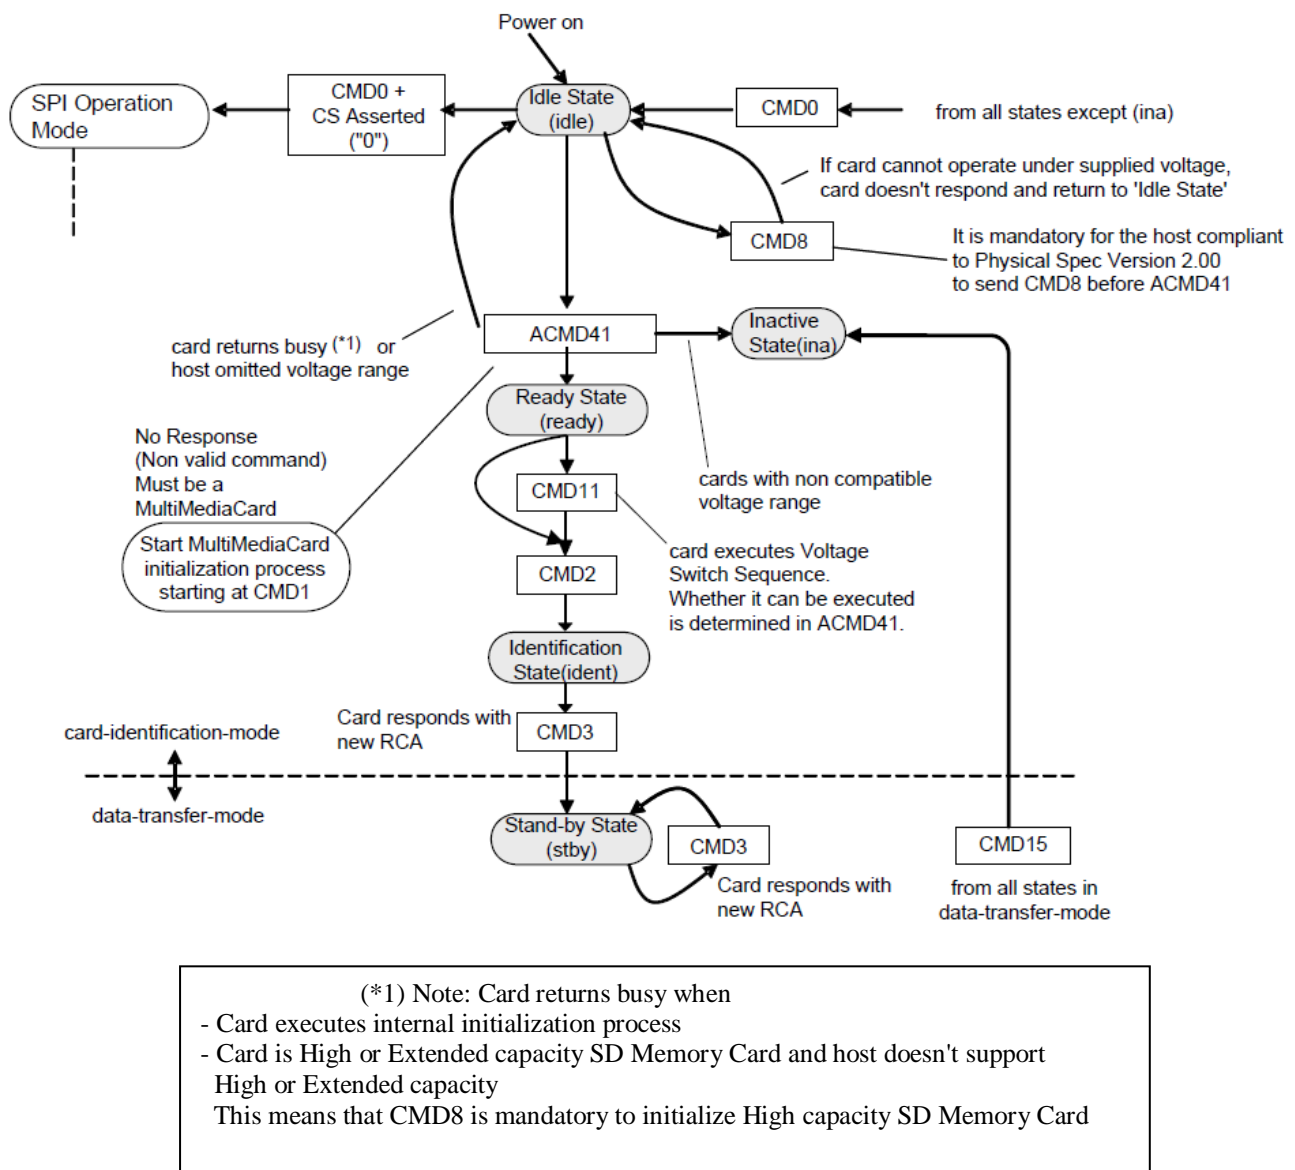 Power on
SPI Operation
Mode
CMD0 +
CS Asserted
("0")
Idle State
(idle)
CMD0
from all states except (ina)
If card cannot operate under supplied voltage,
card doesn't respond and return to 'Idle State'
CMD8
It is mandatory for the host compliant
to Physical Spec Version 2.00
to send CMD8 before ACMD41
card returns busy (*1) or
host omitted voltage range
ACMD41
Inactive
State(ina)
Ready State
(ready)
No Response
(Non valid command)
Must be a
MultiMediaCard
Start MultiMediaCard
initialization process
starting at CMD1
cards with non compatible
voltage range
CMD11
card executes Voltage
Switch Sequence.
Whether it can be executed
is determined in ACMD41.
CMD2
Identification
State(ident)
Card responds with
new RCA
CMD3
card-identification-mode
data-transfer-mode
Stand-by State
(stby)
CMD3
Card responds with
new RCA
CMD15
from all states in
data-transfer-mode
(*1) Note: Card returns busy when
- Card executes internal initialization process
- Card is High or Extended capacity SD Memory Card and host doesn't support
High or Extended capacity
This means that CMD8 is mandatory to initialize High capacity SD Memory Card